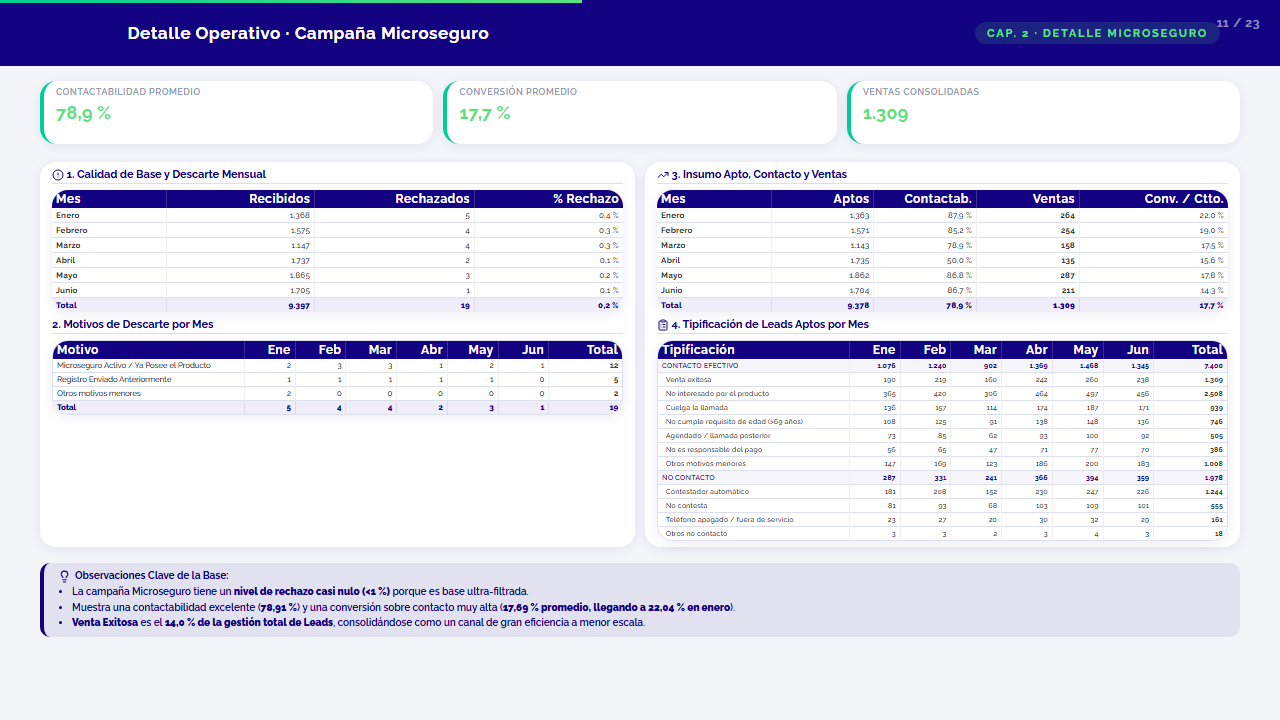 Detalle Operativo · Campaña Microseguro
CAP. 2 · DETALLE MICROSEGURO
11 / 23
CONTACTABILIDAD PROMEDIO
78,9 %
CONVERSIÓN PROMEDIO
17,7 %
VENTAS CONSOLIDADAS
1.309
1. Calidad de Base y Descarte Mensual
Mes Recibidos Rechazados % Rechazo
Enero 1.368 5 0,4 %
Febrero 1.575 4 0,3 %
Marzo 1.147 4 0,3 %
Abril 1.737 2 0,1 %
Mayo 1.865 3 0,2 %
Junio 1.705 1 0,1 %
Total 9.397 19 0,2 %
2. Motivos de Descarte por Mes
Motivo Ene Feb Mar Abr May Jun Total
Microseguro Activo / Ya Posee el Producto 2 3 3 1 2 1 12
Registro Enviado Anteriormente 1 1 1 1 1 0 5
Otros motivos menores 2 0 0 0 0 0 2
Total 5 4 4 2 3 1 19
3. Insumo Apto, Contacto y Ventas
Mes Aptos Contactab. Ventas Conv. / Ctto.
Enero 1.363 87,9 % 264 22,0 %
Febrero 1.571 85,2 % 254 19,0 %
Marzo 1.143 78,9 % 158 17,5 %
Abril 1.735 50,0 % 135 15,6 %
Mayo 1.862 86,8 % 287 17,8 %
Junio 1.704 86,7 % 211 14,3 %
Total 9.378 78,9 % 1.309 17,7 %
4. Tipificación de Leads Aptos por Mes
Tipificación Ene Feb Mar Abr May Jun Total
CONTACTO EFECTIVO 1.076 1.240 902 1.369 1.468 1.345 7.400
Venta exitosa 190 219 160 242 260 238 1.309
No interesado por el producto 365 420 306 464 497 456 2.508
Cuelga la llamada 136 157 114 174 187 171 939
No cumple requisito de edad (>69 años) 108 125 91 138 148 136 746
Agendado / llamada posterior 73 85 62 93 100 92 505
No es responsable del pago 56 65 47 71 77 70 386
Otros motivos menores 147 169 123 186 200 183 1.008
NO CONTACTO 287 331 241 366 394 359 1.978
Contestador automático 181 208 152 230 247 226 1.244
No contesta 81 93 68 103 109 101 555
Teléfono apagado / fuera de servicio 23 27 20 30 32 29 161
Otros no contacto 3 3 2 3 4 3 18
Observaciones Clave de la Base:
• La campaña Microseguro tiene un nivel de rechazo casi nulo (<1 %) porque es base ultra-filtrada.
• Muestra una contactabilidad excelente (78,91 %) y una conversión sobre contacto muy alta (17,69 % promedio, llegando a 22,04 % en enero).
• Venta Exitosa es el 14,0 % de la gestión total de Leads, consolidándose como un canal de gran eficiencia a menor escala.